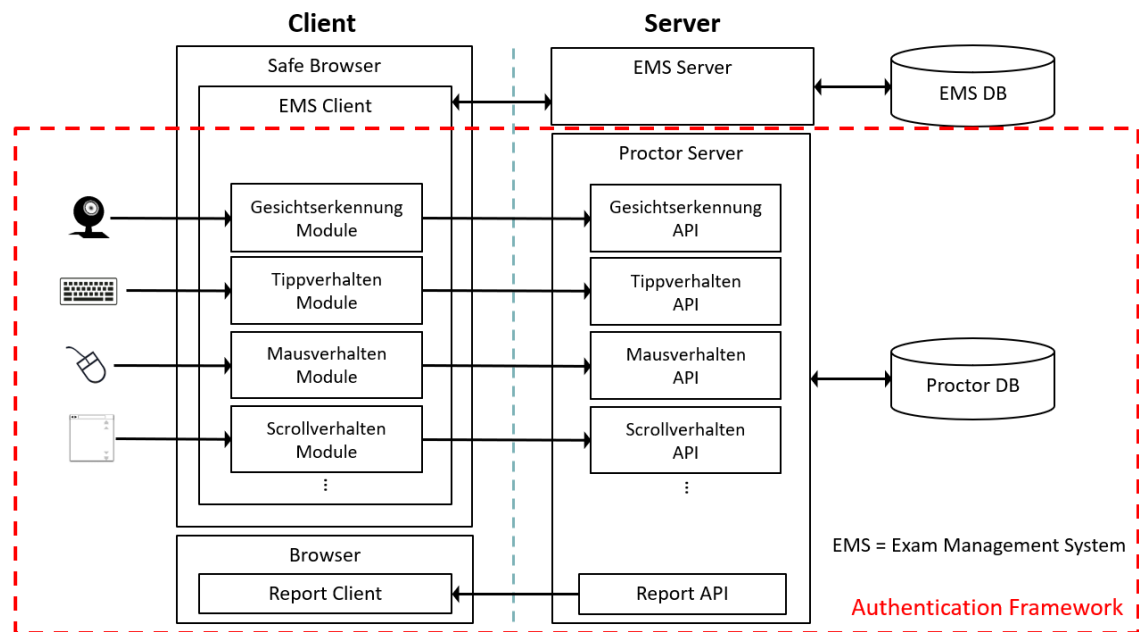 Client
Server
Safe Browser
EMS Server
EMS Client
EMS DB
Proctor Server
Gesichtserkennung
Module
Gesichtserkennung
API
Tippverhalten
Module
Tippverhalten
API
Mausverhalten
Module
Mausverhalten
API
Proctor DB
Scrollverhalten
Module
Scrollverhalten
API
...
...
Browser
EMS = Exam Management System
Report Client
Report API
Authentication Framework